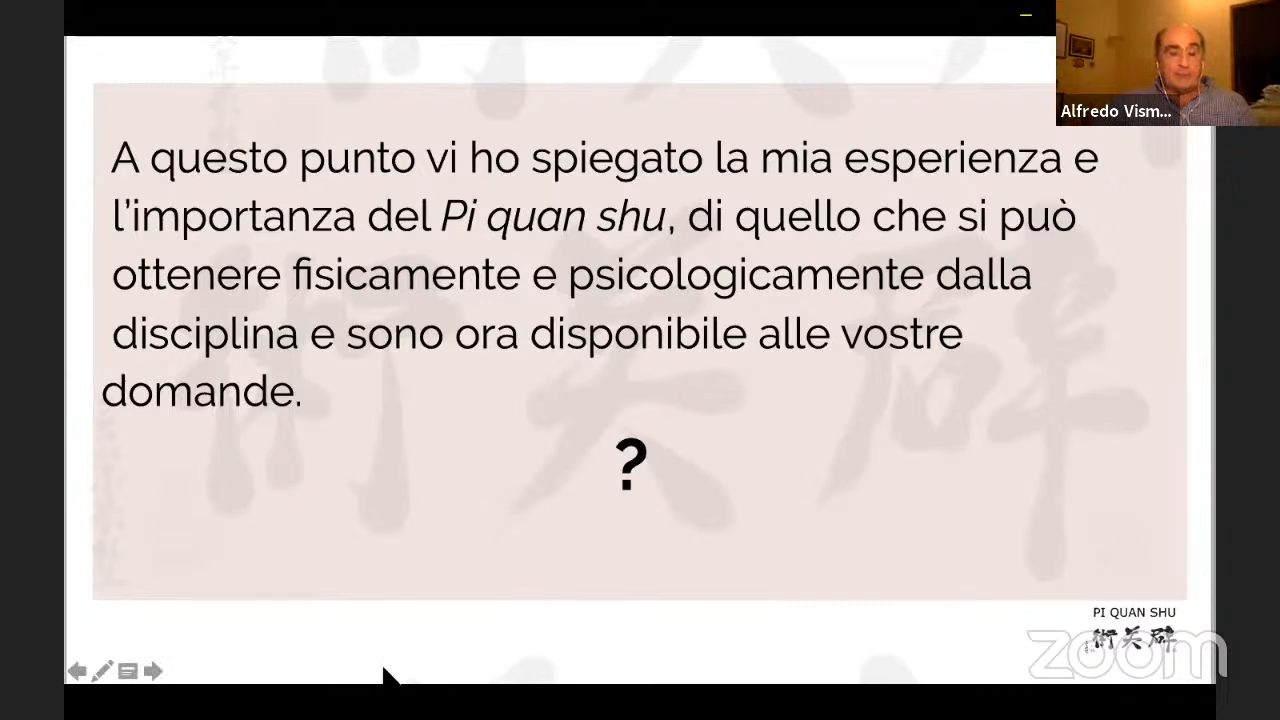 Alfredo Vism...
A questo punto vi ho spiegato la mia esperienza e
l’importanza del Pi quan shu, di quello che si può
ottenere fisicamente e psicologicamente dalla
disciplina e sono ora disponibile alle vostre
domande.
?
PI QUAN SHU
zoom